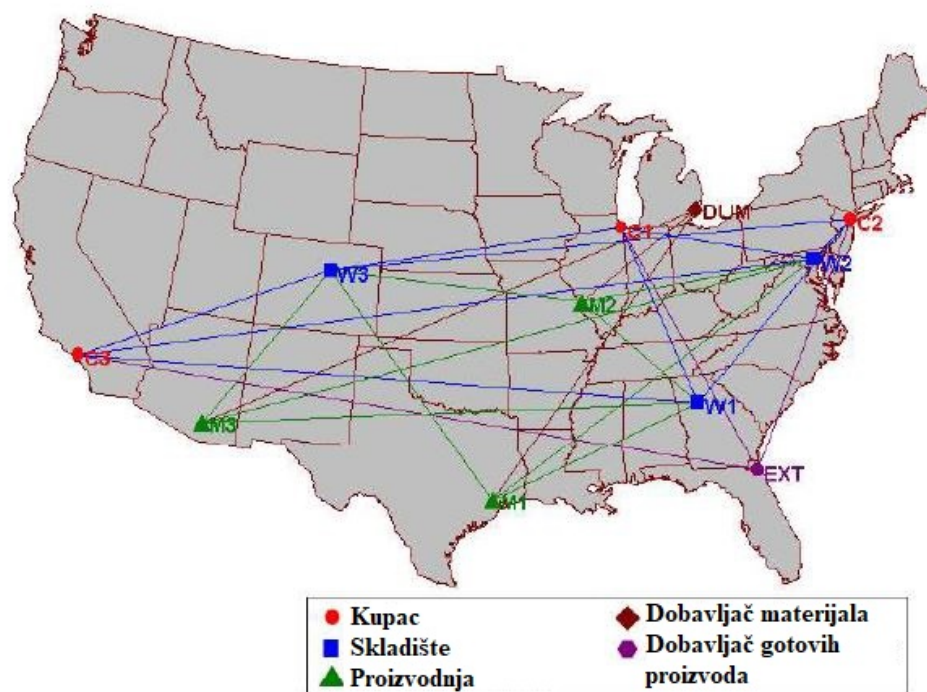 DUM
C1
C2
W3
W2
M2
C3
W1
M3
EXT
M1
Kupac
Dobavljač materijala
Skladište
Dobavljač gotovih
proizvoda
Proizvodnja